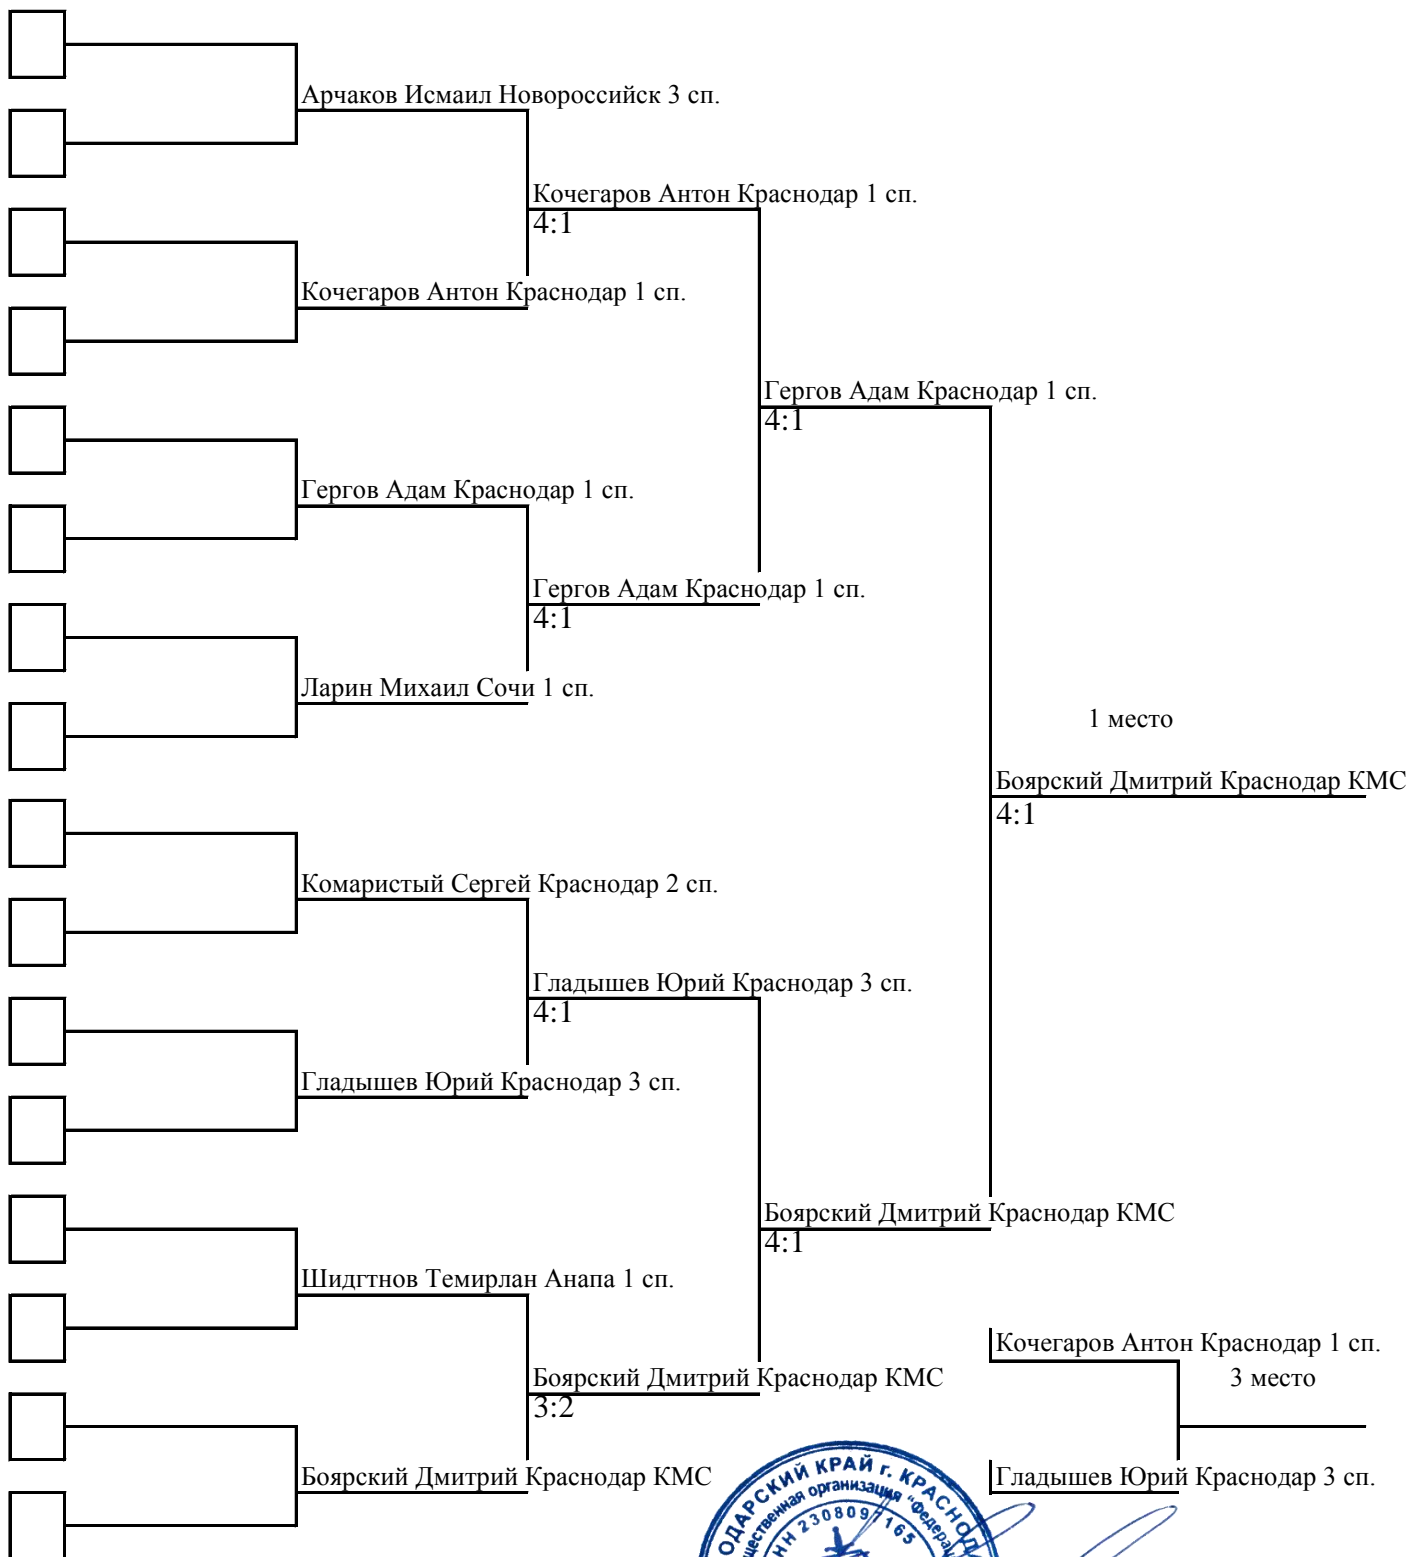 Арчаков Исмаил Новороссийск 3 сп.
Кочегаров Антон Краснодар 1 сп.
4:1
Кочегаров Антон Краснодар 1 сп.
Гергов Адам Краснодар 1 сп.
4:1
Гергов Адам Краснодар 1 сп.
Гергов Адам Краснодар 1 сп.
4:1
Ларин Михаил Сочи 1 сп.
1 место
Боярский Дмитрий Краснодар КМС
4:1
Комаристый Сергей Краснодар 2 сп.
Гладышев Юрий Краснодар 3 сп.
4:1
Гладышев Юрий Краснодар 3 сп.
Боярский Дмитрий Краснодар КМС
4:1
Шидгтнов Темирлан Анапа 1 сп.
Кочегаров Антон Краснодар 1 сп.
3 место
Боярский Дмитрий Краснодар КМС
3:2
Боярский Дмитрий Краснодар КМС
Гладышев Юрий Краснодар 3 сп.
КРАЙ г.
организация
2308097165